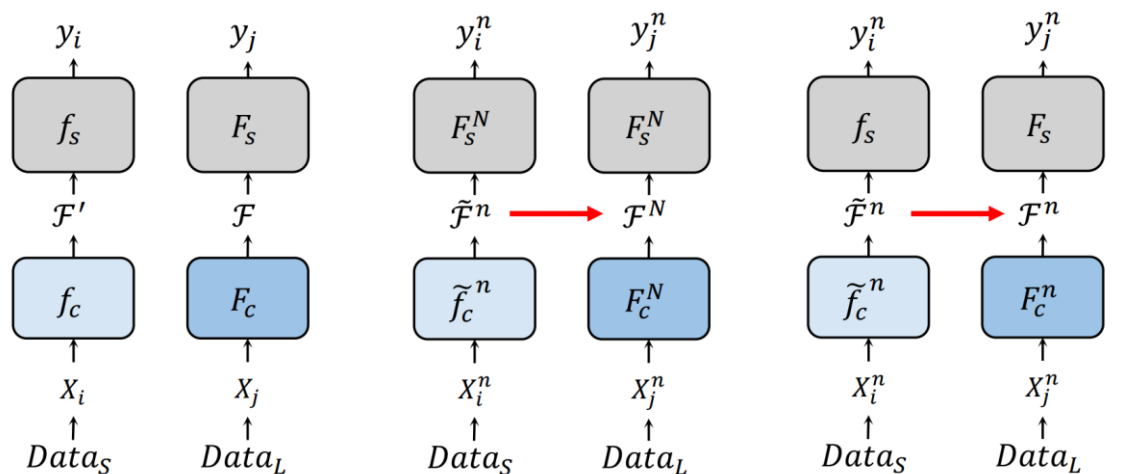 y_i y_j y_i^n y_j^n y_i^n y_j^n
f_s F_s F_s^N F_s^N f_s F_s
ℱ′ ℱ ℱ̃^n ℱ^N ℱ̃^n ℱ^n
f_c F_c f̃_c^n F_c^N f̃_c^n F_c^n
X_i X_j X_i^n X_j^n X_i^n X_j^n
Data_S Data_L Data_S Data_L Data_S Data_L